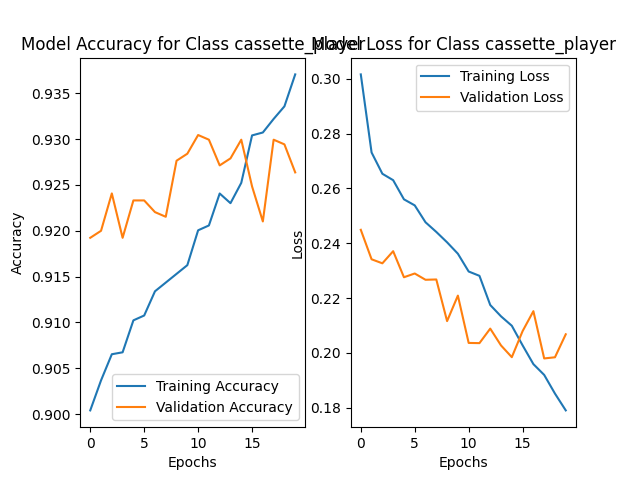 Model Accuracy for Class cassette_player
Model Loss for Class cassette_player
Accuracy
0.935
0.930
0.925
0.920
0.915
0.910
0.905
0.900
Training Accuracy
Validation Accuracy
0 5 10 15
Epochs
Loss
0.30
0.28
0.26
0.24
0.22
0.20
0.18
Training Loss
Validation Loss
0 5 10 15
Epochs